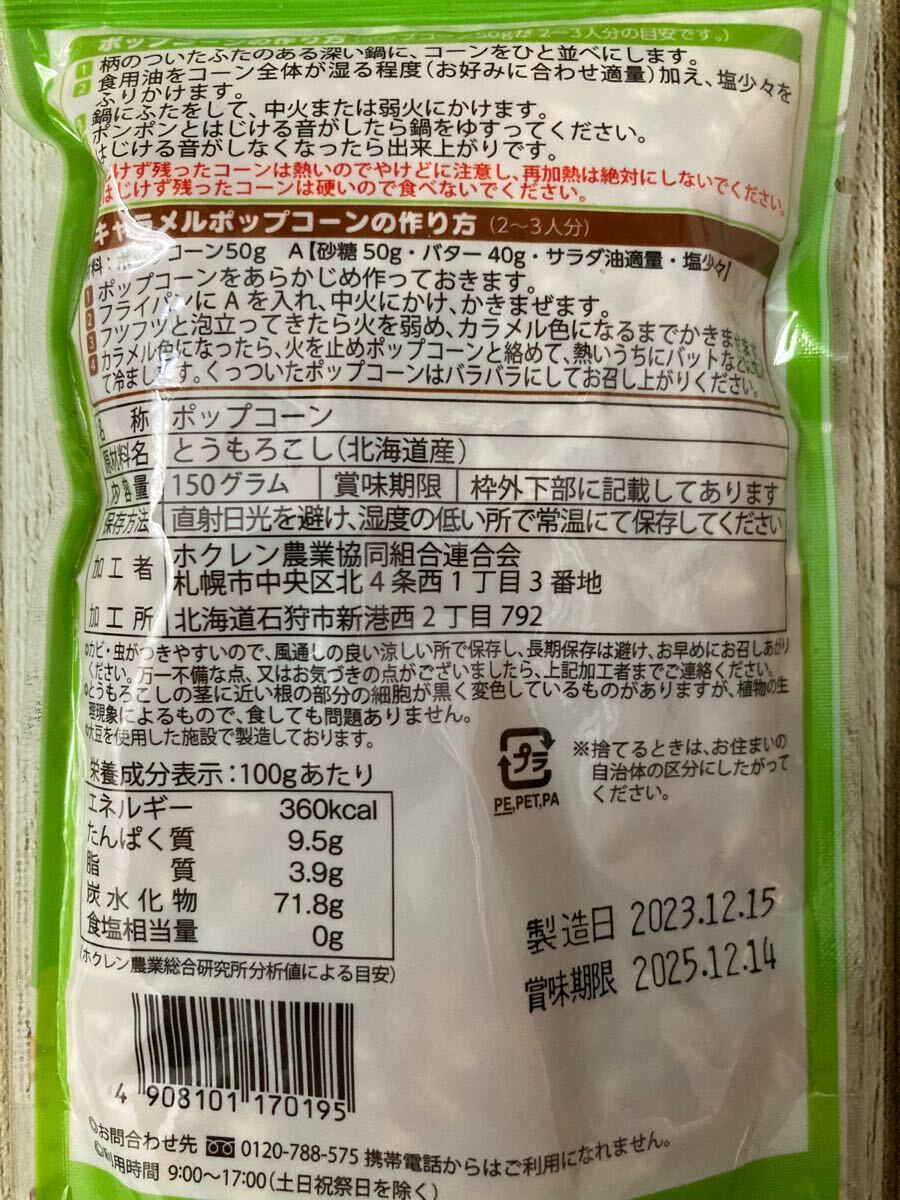 ポップコーンの作り方(ポップコーン50gが2〜3人分の目安です。)
1 柄のついたふたのある深い鍋に、コーンをひと並べにします。
2 食用油をコーン全体が湿る程度(お好みに合わせ適量)加え、塩少々を
ふりかけます。
鍋にふたをして、中火または弱火にかけます。
ポンポンとはじける音がしたら鍋をゆすってください。
はじける音がしなくなったら出来上がりです。
けず残ったコーンは熱いのでやけどに注意し、再加熱は絶対にしないでください。
はじけず残ったコーンは硬いので食べないでください。
キャラメルポップコーンの作り方(2〜3人分)
料:ポップコーン50g A【砂糖50g・バター40g・サラダ油適量・塩少々】
1 ポップコーンをあらかじめ作っておきます。
2 フライパンにAを入れ、中火にかけ、かきまぜます。
3 フツフツと泡立ってきたら火を弱め、カラメル色になるまでかきませます
4 カラメル色になったら、火を止めポップコーンと絡めて、熱いうちにバットなどに
て冷まします。くっついたポップコーンはバラバラにしてお召し上がりください。
名称 ポップコーン
原材料名 とうもろこし(北海道産)
内容量 150グラム 賞味期限 枠外下部に記載してあります
保存方法 直射日光を避け、湿度の低い所で常温にて保存してください
加工者 ホクレン農業協同組合連合会
札幌市中央区北4条西1丁目3番地
加工所 北海道石狩市新港西2丁目792
●カビ・虫がつきやすいので、風通しの良い涼しい所で保存し、長期保存は避け、お早めにお召しあがり
ください。万一不備な点、又はお気づきの点がございましたら、上記加工者までご連絡ください。
●とうもろこしの茎に近い根の部分の細胞が黒く変色しているものがありますが、植物の生
理現象によるもので、食しても問題ありません。
●大豆を使用した施設で製造しております。
プラ
PE,PET,PA
※捨てるときは、お住まいの
自治体の区分にしたがって
ください。
栄養成分表示:100gあたり
エネルギー 360kcal
たんぱく質 9.5g
脂質 3.9g
炭水化物 71.8g
食塩相当量 0g
(ホクレン農業総合研究所分析値による目安)
製造日 2023.12.15
賞味期限 2025.12.14
4 908101 170195
◎お問合わせ先 0120-788-575 携帯電話からはご利用になれません。
◎利用時間 9:00〜17:00(土日祝祭日を除く)